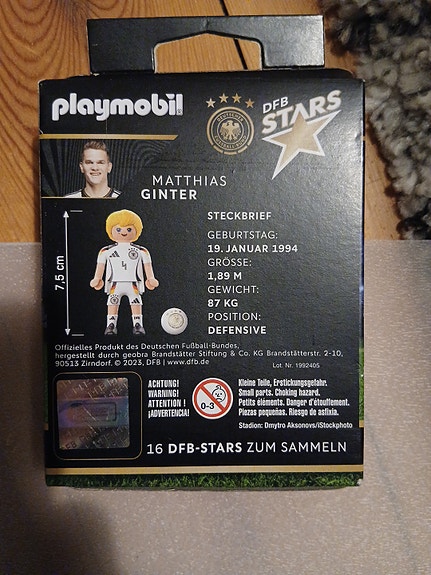 playmobil
DFB
STARS
MATTHIAS
GINTER
STECKBRIEF
GEBURTSTAG:
19. JANUAR 1994
GRÖSSE:
1,89 M
GEWICHT:
87 KG
POSITION:
DEFENSIVE
7,5 cm
4
Offizielles Produkt des Deutschen Fußball-Bundes,
hergestellt durch geobra Brandstätter Stiftung & Co. KG Brandstätterstr. 2-10,
90513 Zirndorf. © 2023, DFB | www.dfb.de
Lot. Nr. 1992405
ACHTUNG!
WARNING!
ATTENTION !
¡ADVERTENCIA!
0-3
Kleine Teile, Erstickungsgefahr.
Small parts. Choking hazard.
Petits éléments. Danger d'étouffement.
Piezas pequeñas. Riesgo de asfixia.
Stadion: Dmytro Aksonovs/iStockphoto
16 DFB-STARS ZUM SAMMELN